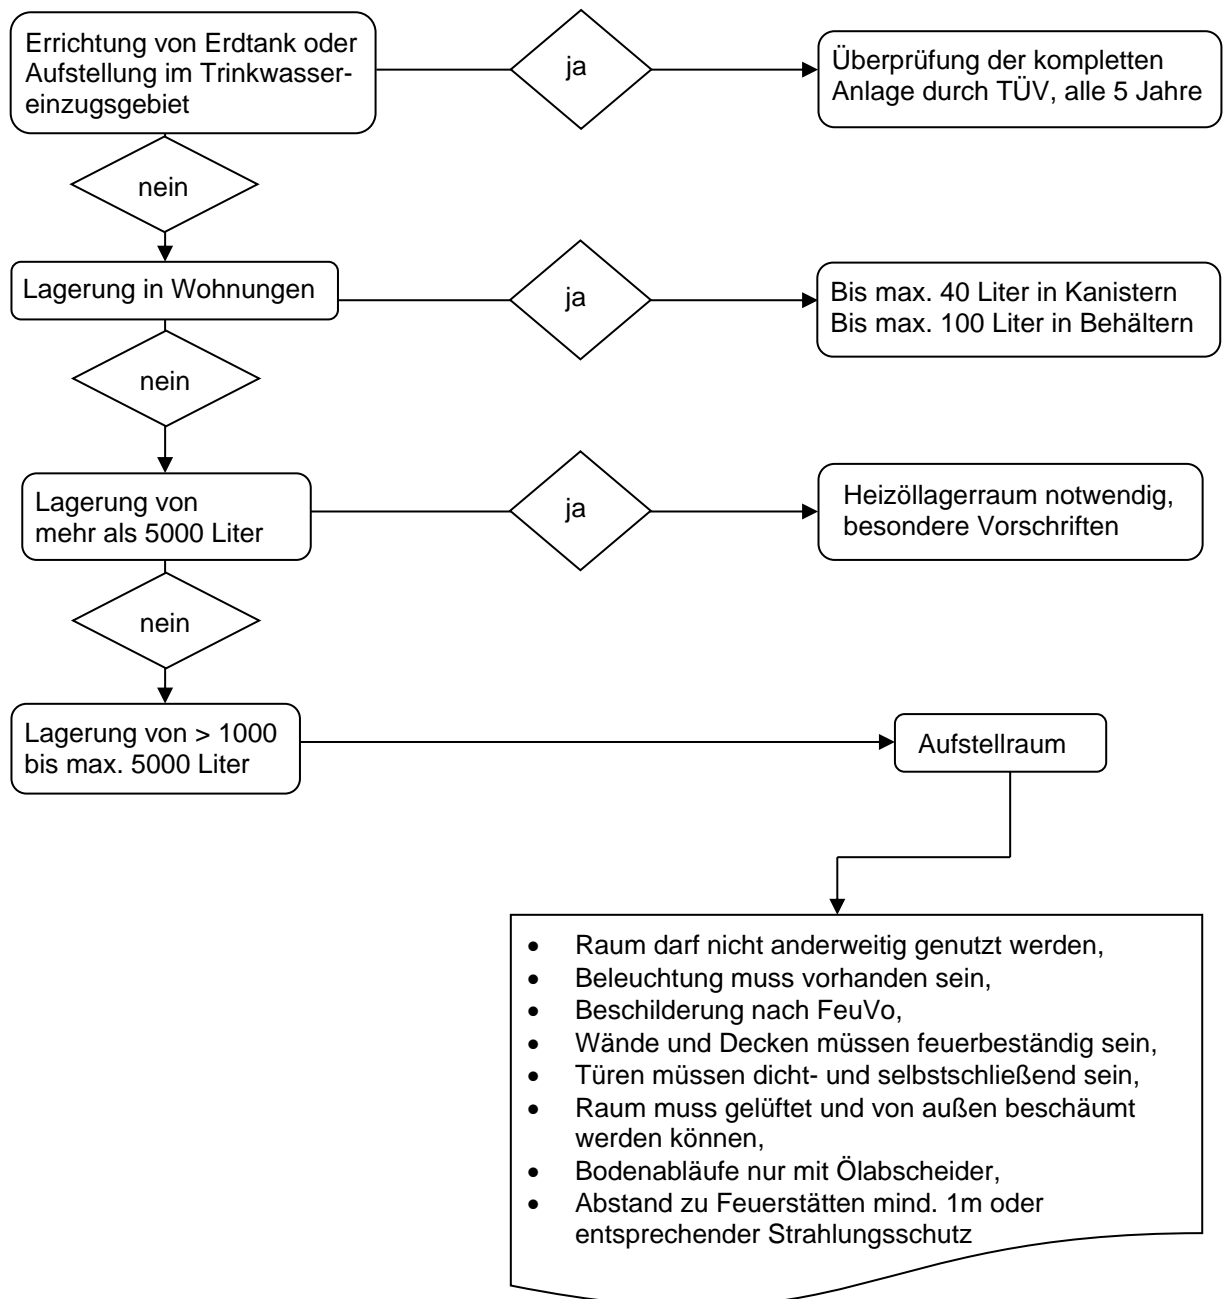 Errichtung von Erdtank oder
Aufstellung im Trinkwasser-
einzugsgebiet
ja
Überprüfung der kompletten
Anlage durch TÜV, alle 5 Jahre
nein
Lagerung in Wohnungen
ja
Bis max. 40 Liter in Kanistern
Bis max. 100 Liter in Behältern
nein
Lagerung von
mehr als 5000 Liter
ja
Heizöllagerraum notwendig,
besondere Vorschriften
nein
Lagerung von > 1000
bis max. 5000 Liter
Aufstellraum
• Raum darf nicht anderweitig genutzt werden,
• Beleuchtung muss vorhanden sein,
• Beschilderung nach FeuVo,
• Wände und Decken müssen feuerbeständig sein,
• Türen müssen dicht- und selbstschließend sein,
• Raum muss gelüftet und von außen beschäumt
werden können,
• Bodenabläufe nur mit Ölabscheider,
• Abstand zu Feuerstätten mind. 1m oder
entsprechender Strahlungsschutz